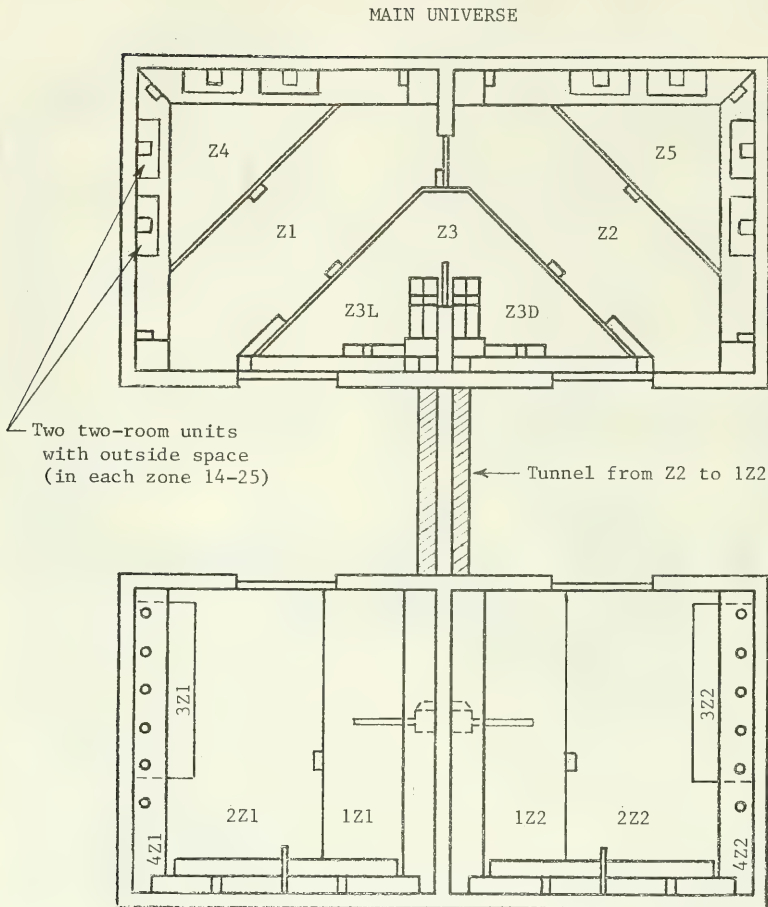 MAIN UNIVERSE
Z4
Z5
Z1
Z3
Z2
Z3L
Z3D
Two two-room units
with outside space
(in each zone 14-25)
Tunnel from Z2 to 1Z2
3Z1
3Z2
2Z1
1Z1
1Z2
2Z2
4Z1
4Z2